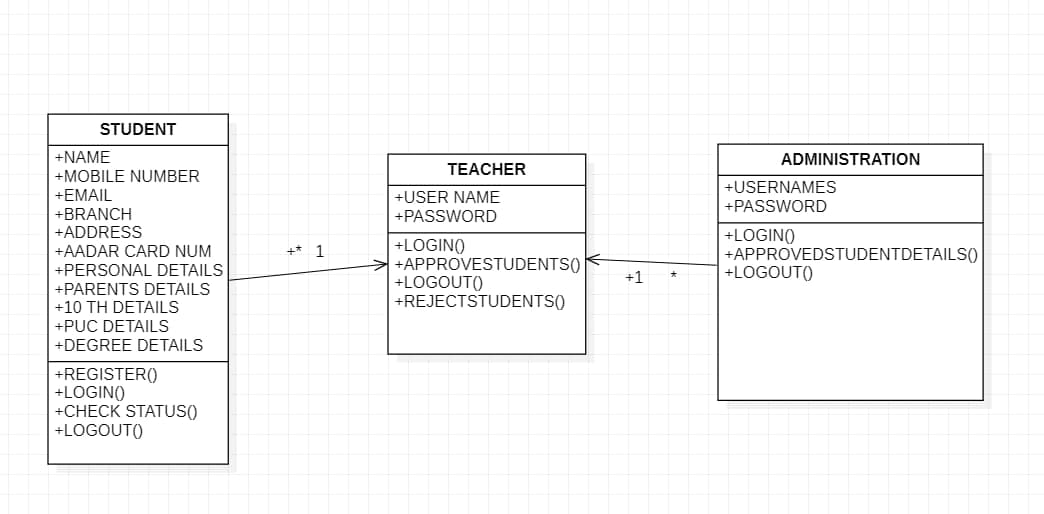 STUDENT
+NAME
+MOBILE NUMBER
+EMAIL
+BRANCH
+ADDRESS
+AADAR CARD NUM
+PERSONAL DETAILS
+PARENTS DETAILS
+10 TH DETAILS
+PUC DETAILS
+DEGREE DETAILS
+REGISTER()
+LOGIN()
+CHECK STATUS()
+LOGOUT()
+* 1
TEACHER
+USER NAME
+PASSWORD
+LOGIN()
+APPROVESTUDENTS()
+LOGOUT()
+REJECTSTUDENTS()
+1 *
ADMINISTRATION
+USERNAMES
+PASSWORD
+LOGIN()
+APPROVEDSTUDENTDETAILS()
+LOGOUT()